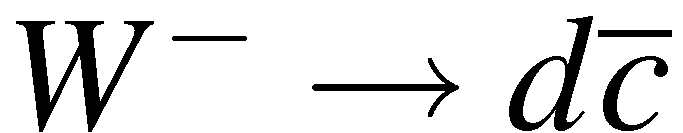 W⁻ → dc̅